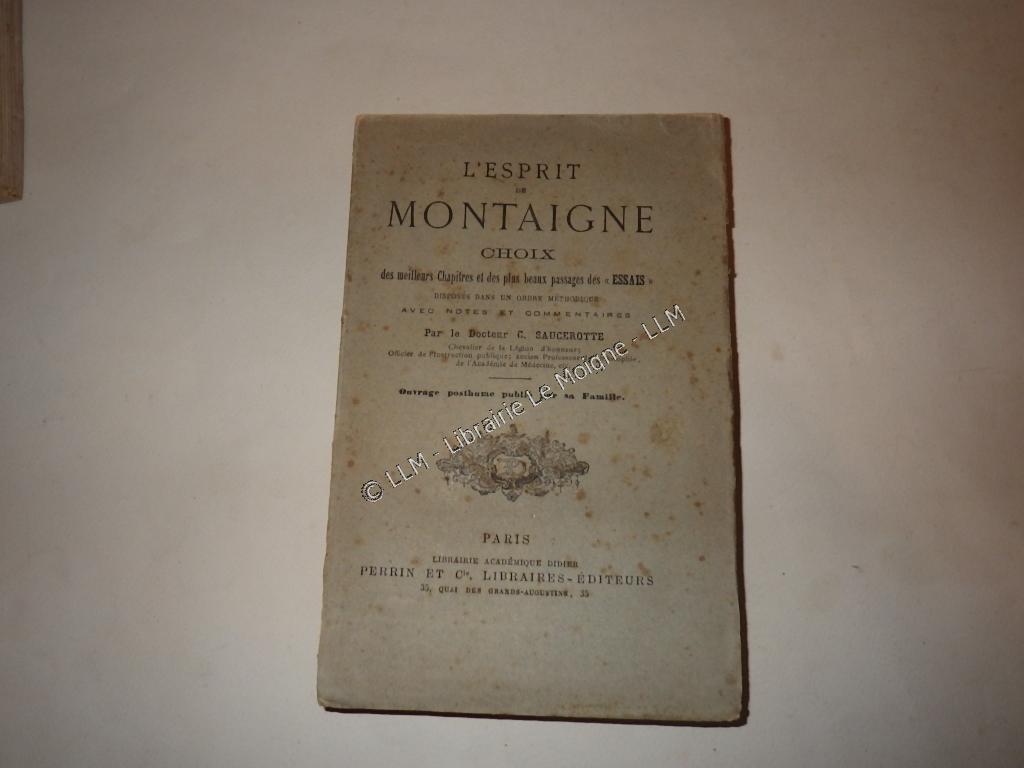 L'ESPRIT
DE
MONTAIGNE
CHOIX
des meilleurs Chapitres et des plus beaux passages des « ESSAIS »
DISPOSÉS DANS UN ORDRE MÉTHODIQUE
AVEC NOTES ET COMMENTAIRES
Par le Docteur C. SAUCEROTTE
Chevalier de la Légion d'honneur;
Officier de l'Instruction publique; ancien Professeur
de l'Académie de Médecine,
Ouvrage posthume sa Famille.
© LLM - Librairie Le Moigne - LLM
PARIS
LIBRAIRIE ACADÉMIQUE DIDIER
PERRIN ET Cie, LIBRAIRES-ÉDITEURS
35, QUAI DES GRANDS-AUGUSTINS, 35